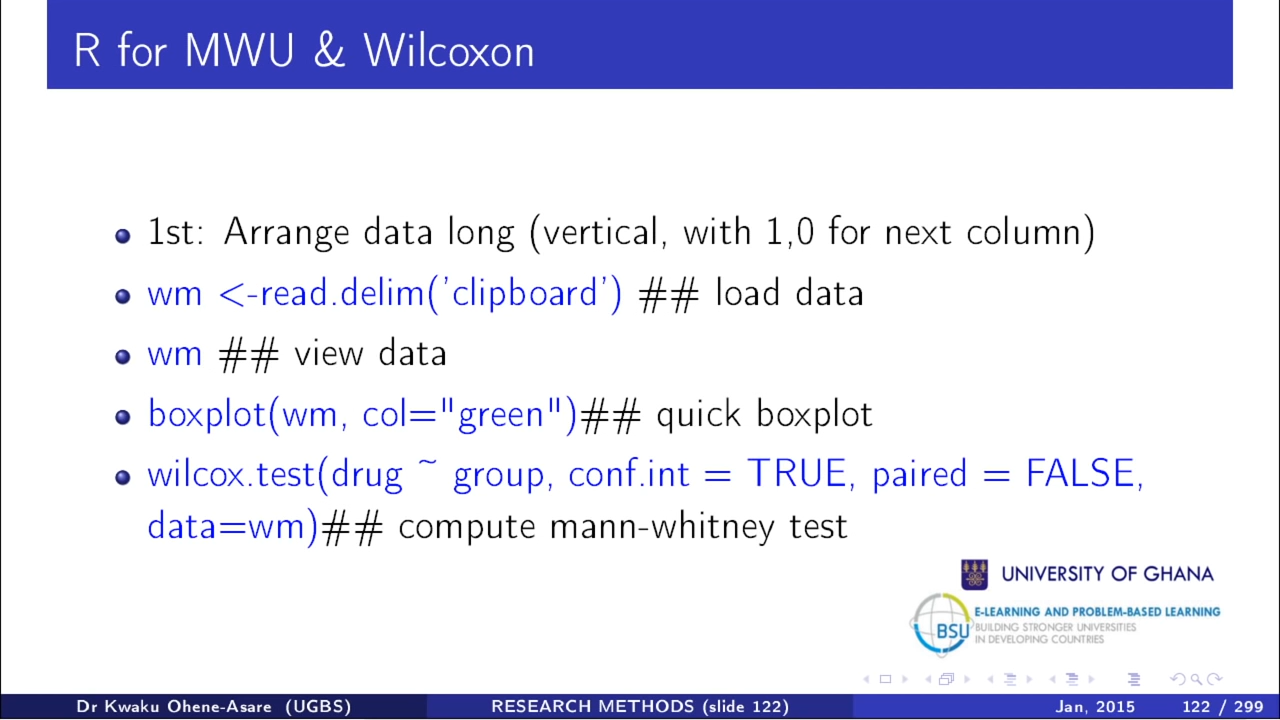 R for MWU & Wilcoxon
1st: Arrange data long (vertical, with 1,0 for next column)
wm <-read.delim('clipboard') ## load data
wm ## view data
boxplot(wm, col="green")## quick boxplot
wilcox.test(drug ~ group, conf.int = TRUE, paired = FALSE,
data=wm)## compute mann-whitney test
UNIVERSITY OF GHANA
E-LEARNING AND PROBLEM-BASED LEARNING
BSU
BUILDING STRONGER UNIVERSITIES
IN DEVELOPING COUNTRIES
Dr Kwaku Ohene-Asare (UGBS)
RESEARCH METHODS (slide 122)
Jan, 2015
122 / 299